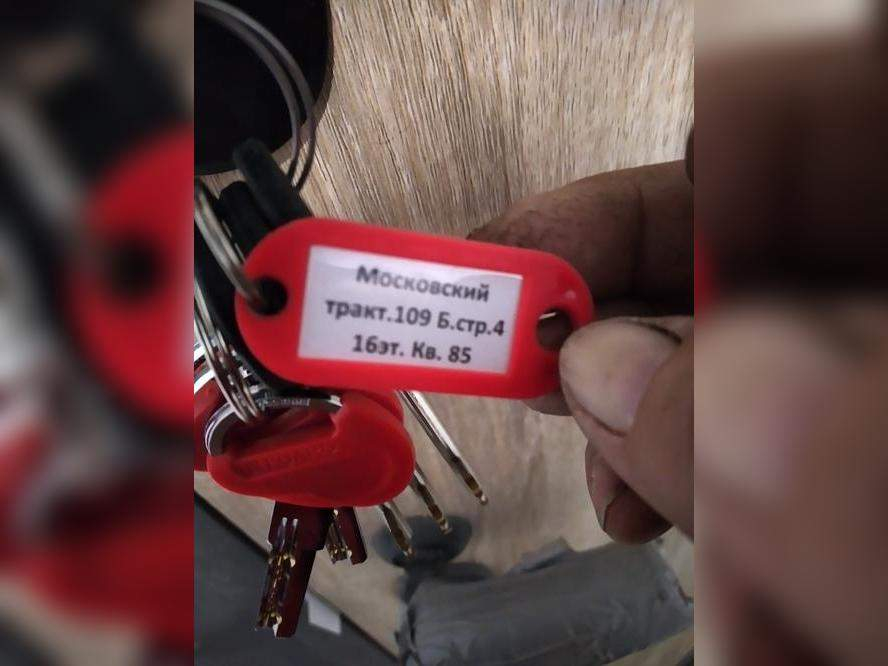 Московский
тракт.109 Б.стр.4
16эт. Кв. 85